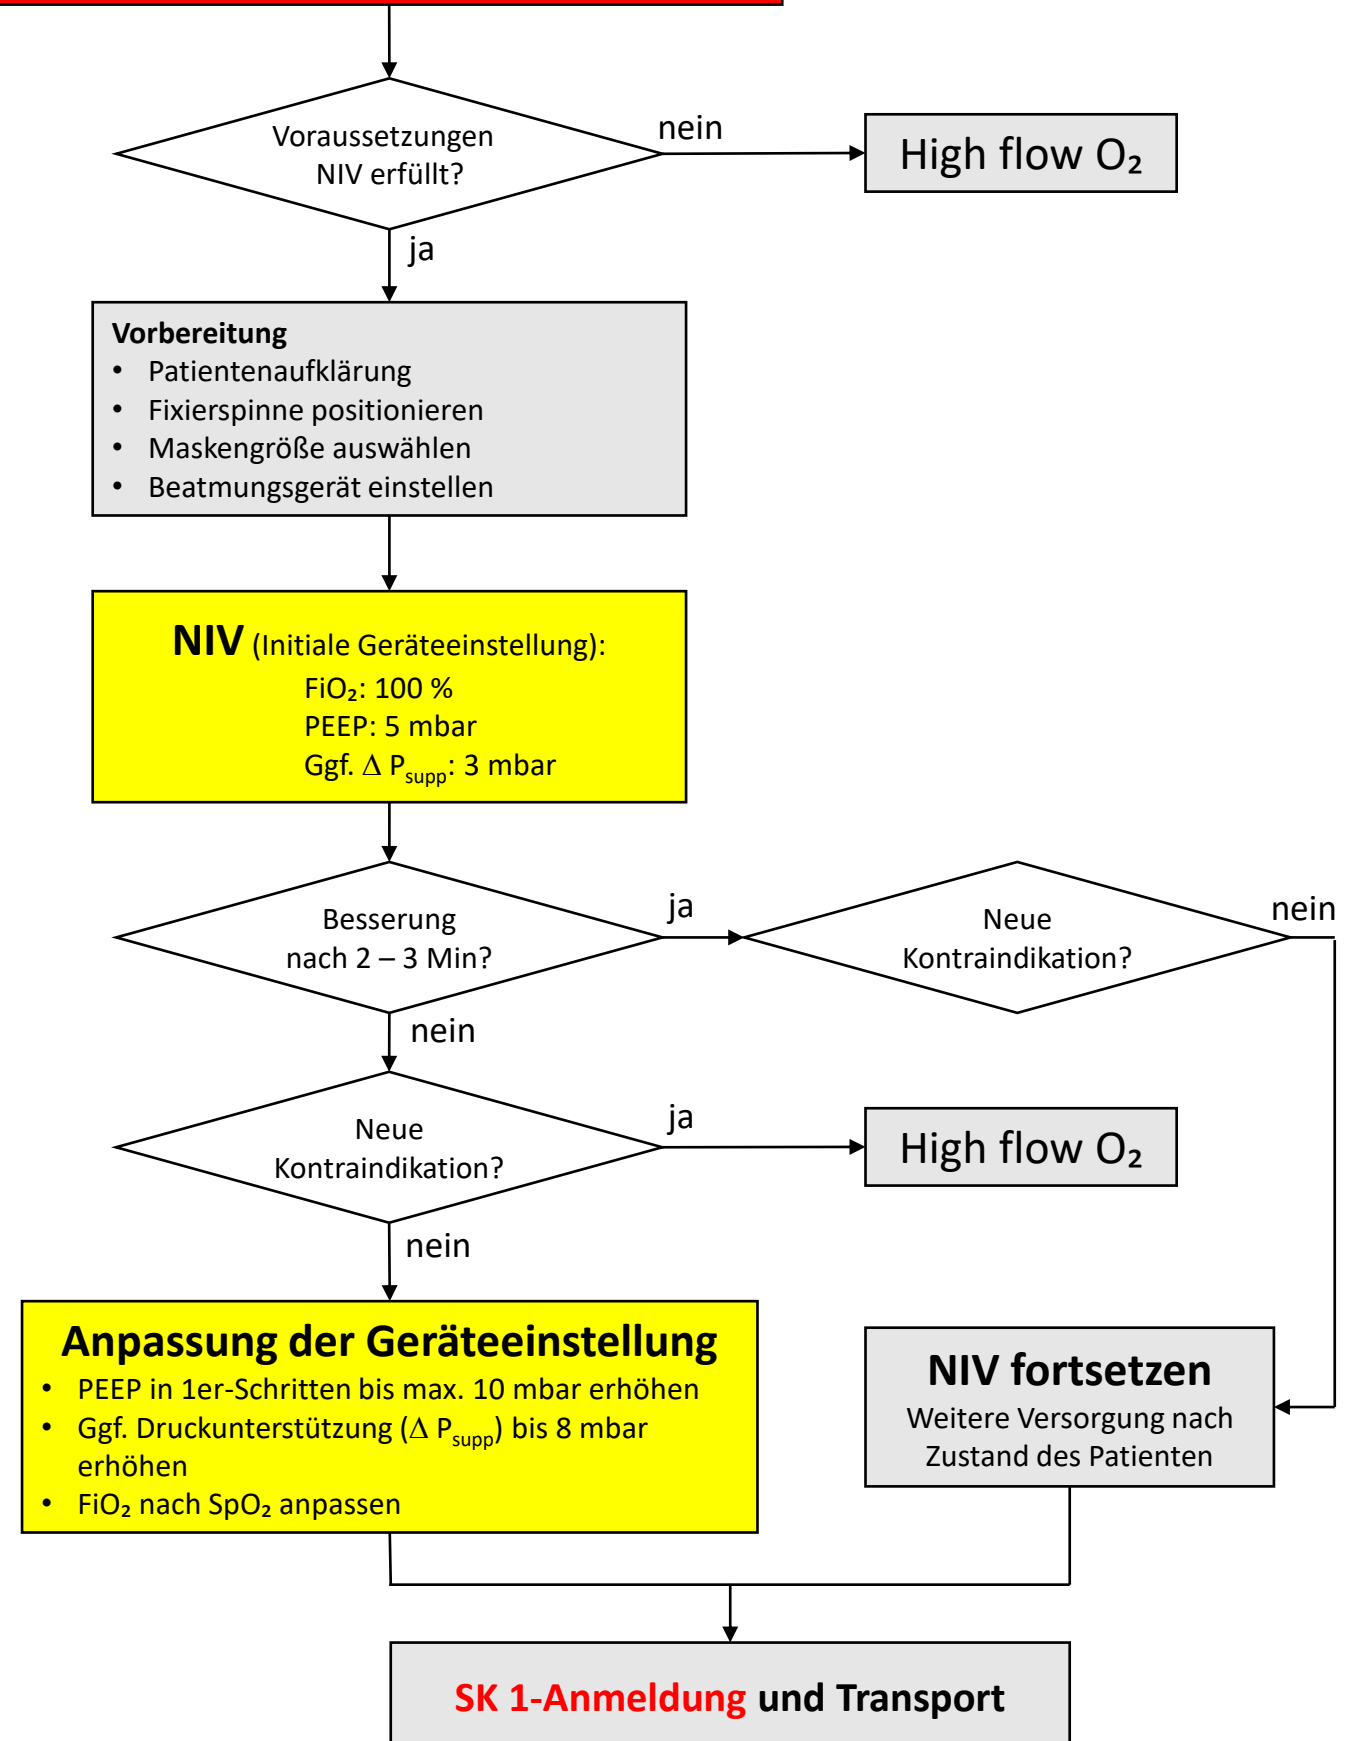 Voraussetzungen
NIV erfüllt?
nein
High flow O₂
ja
Vorbereitung
• Patientenaufklärung
• Fixierspinne positionieren
• Maskengröße auswählen
• Beatmungsgerät einstellen
NIV (Initiale Geräteeinstellung):
FiO₂: 100 %
PEEP: 5 mbar
Ggf. Δ Psupp: 3 mbar
Besserung
nach 2 – 3 Min?
ja
Neue
Kontraindikation?
nein
nein
Neue
Kontraindikation?
ja
High flow O₂
nein
Anpassung der Geräteeinstellung
• PEEP in 1er-Schritten bis max. 10 mbar erhöhen
• Ggf. Druckunterstützung (Δ Psupp) bis 8 mbar
erhöhen
• FiO₂ nach SpO₂ anpassen
NIV fortsetzen
Weitere Versorgung nach
Zustand des Patienten
SK 1-Anmeldung und Transport